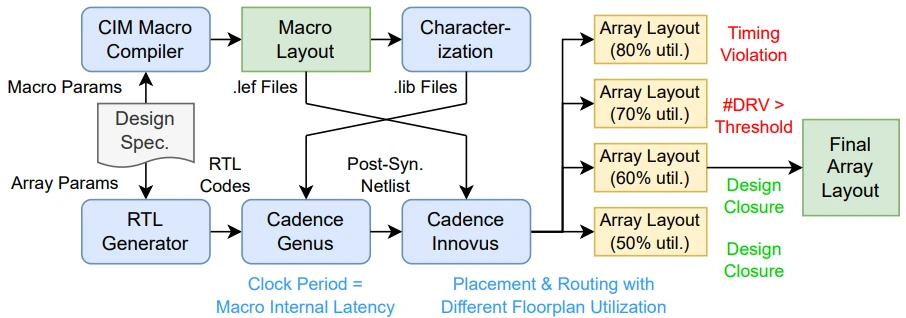 CIM Macro
Compiler
Macro
Layout
Character-
ization
Macro Params
.lef Files
.lib Files
Design
Spec.
Array Params
RTL
Codes
Post-Syn.
Netlist
RTL
Generator
Cadence
Genus
Cadence
Innovus
Clock Period =
Macro Internal Latency
Placement & Routing with
Different Floorplan Utilization
Array Layout
(80% util.)
Timing
Violation
Array Layout
(70% util.)
#DRV >
Threshold
Array Layout
(60% util.)
Design
Closure
Array Layout
(50% util.)
Design
Closure
Final
Array
Layout